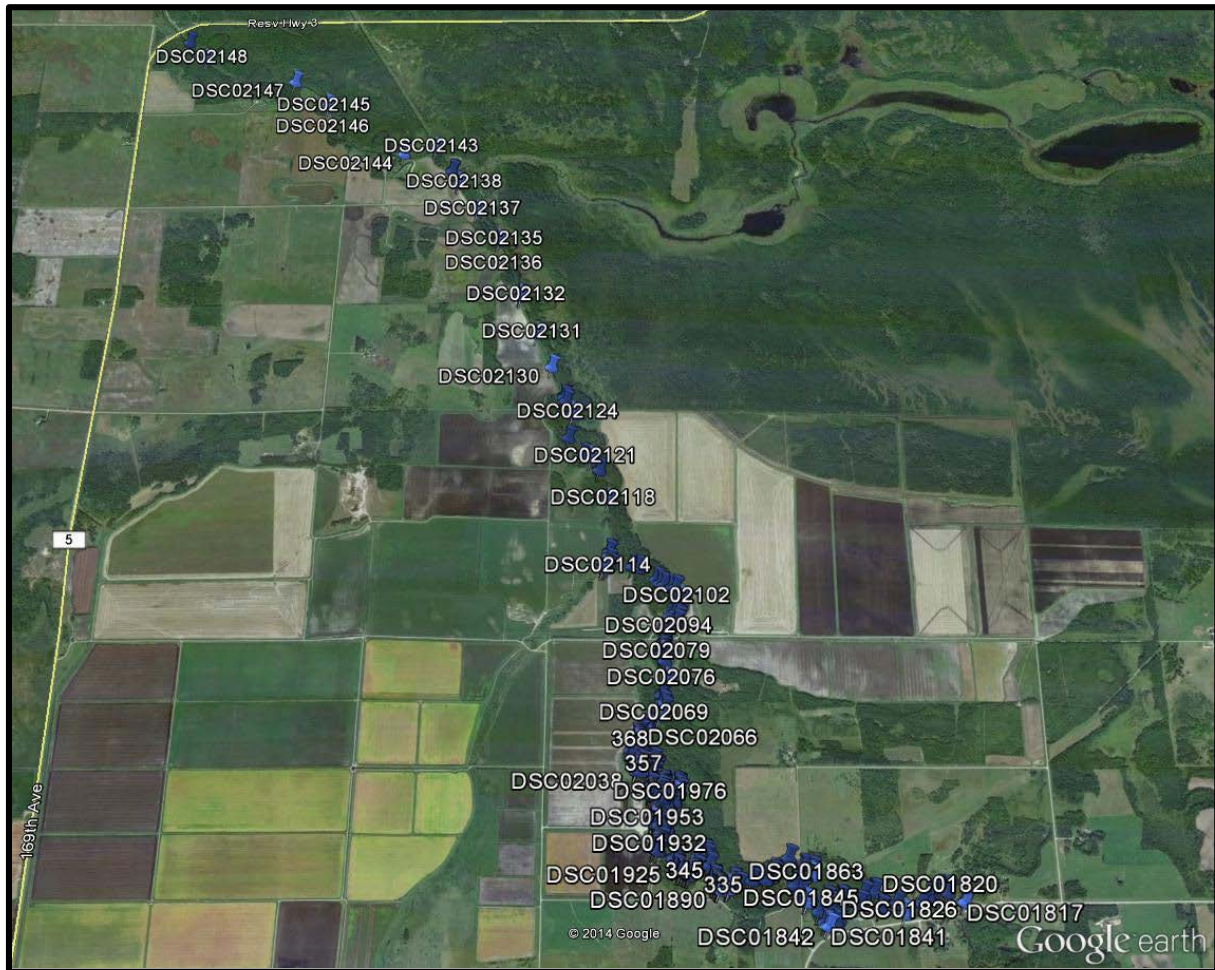 Resv Hwy 3
DSC02148
DSC02147
DSC02145
DSC02146
DSC02143
DSC02144
DSC02138
DSC02137
DSC02135
DSC02136
DSC02132
DSC02131
DSC02130
DSC02124
DSC02121
DSC02118
5
DSC02114
DSC02102
DSC02094
DSC02079
DSC02076
DSC02069
368 DSC02066
357
DSC02038
DSC01976
DSC01953
169th Ave
DSC01932
DSC01925 345 DSC01863
335 DSC01820
DSC01890 DSC01845
DSC01826 DSC01817
© 2014 Google
DSC01842 DSC01841
Google earth